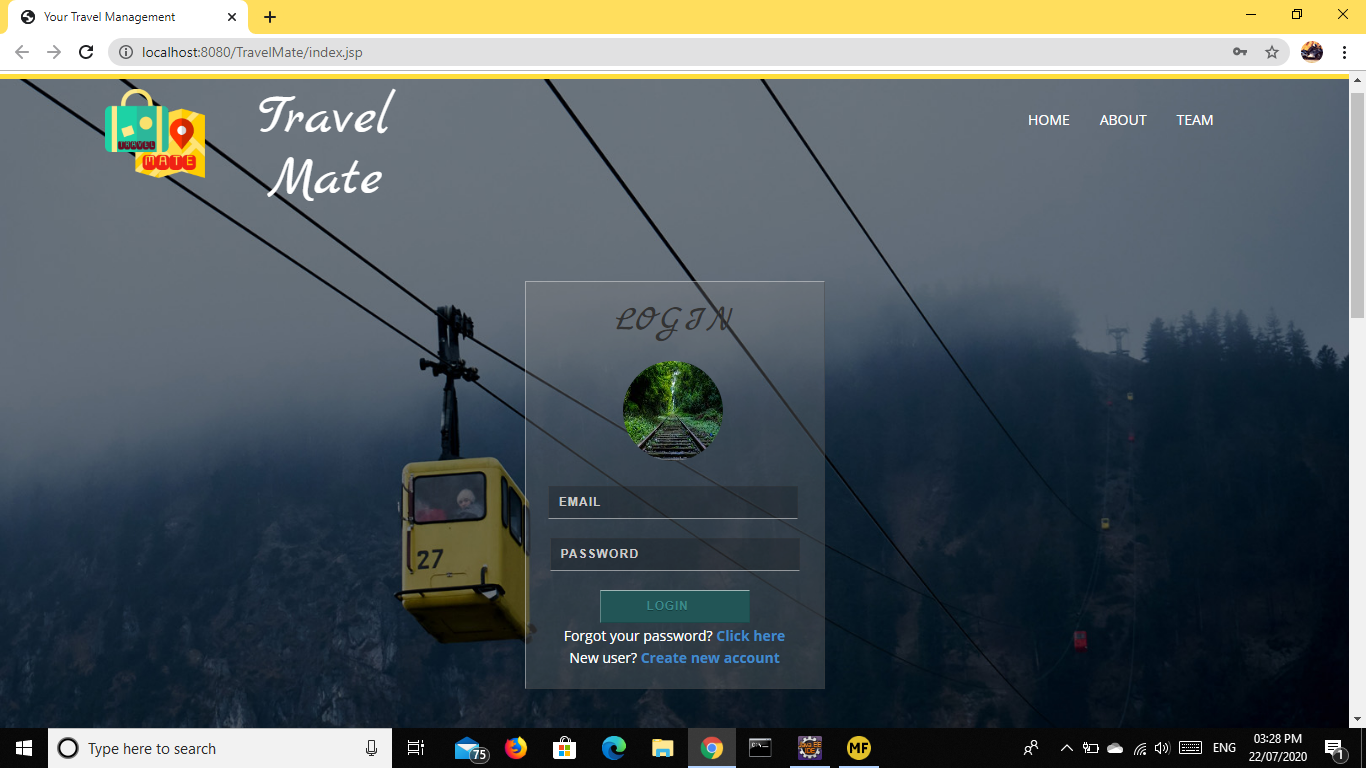 Your Travel Management
localhost:8080/TravelMate/index.jsp
Travel
Mate
TRAVEL
MATE
HOME
ABOUT
TEAM
LOGIN
27
EMAIL
PASSWORD
LOGIN
Forgot your password? Click here
New user? Create new account
Type here to search
75
MF
ENG
03:28 PM
22/07/2020
1